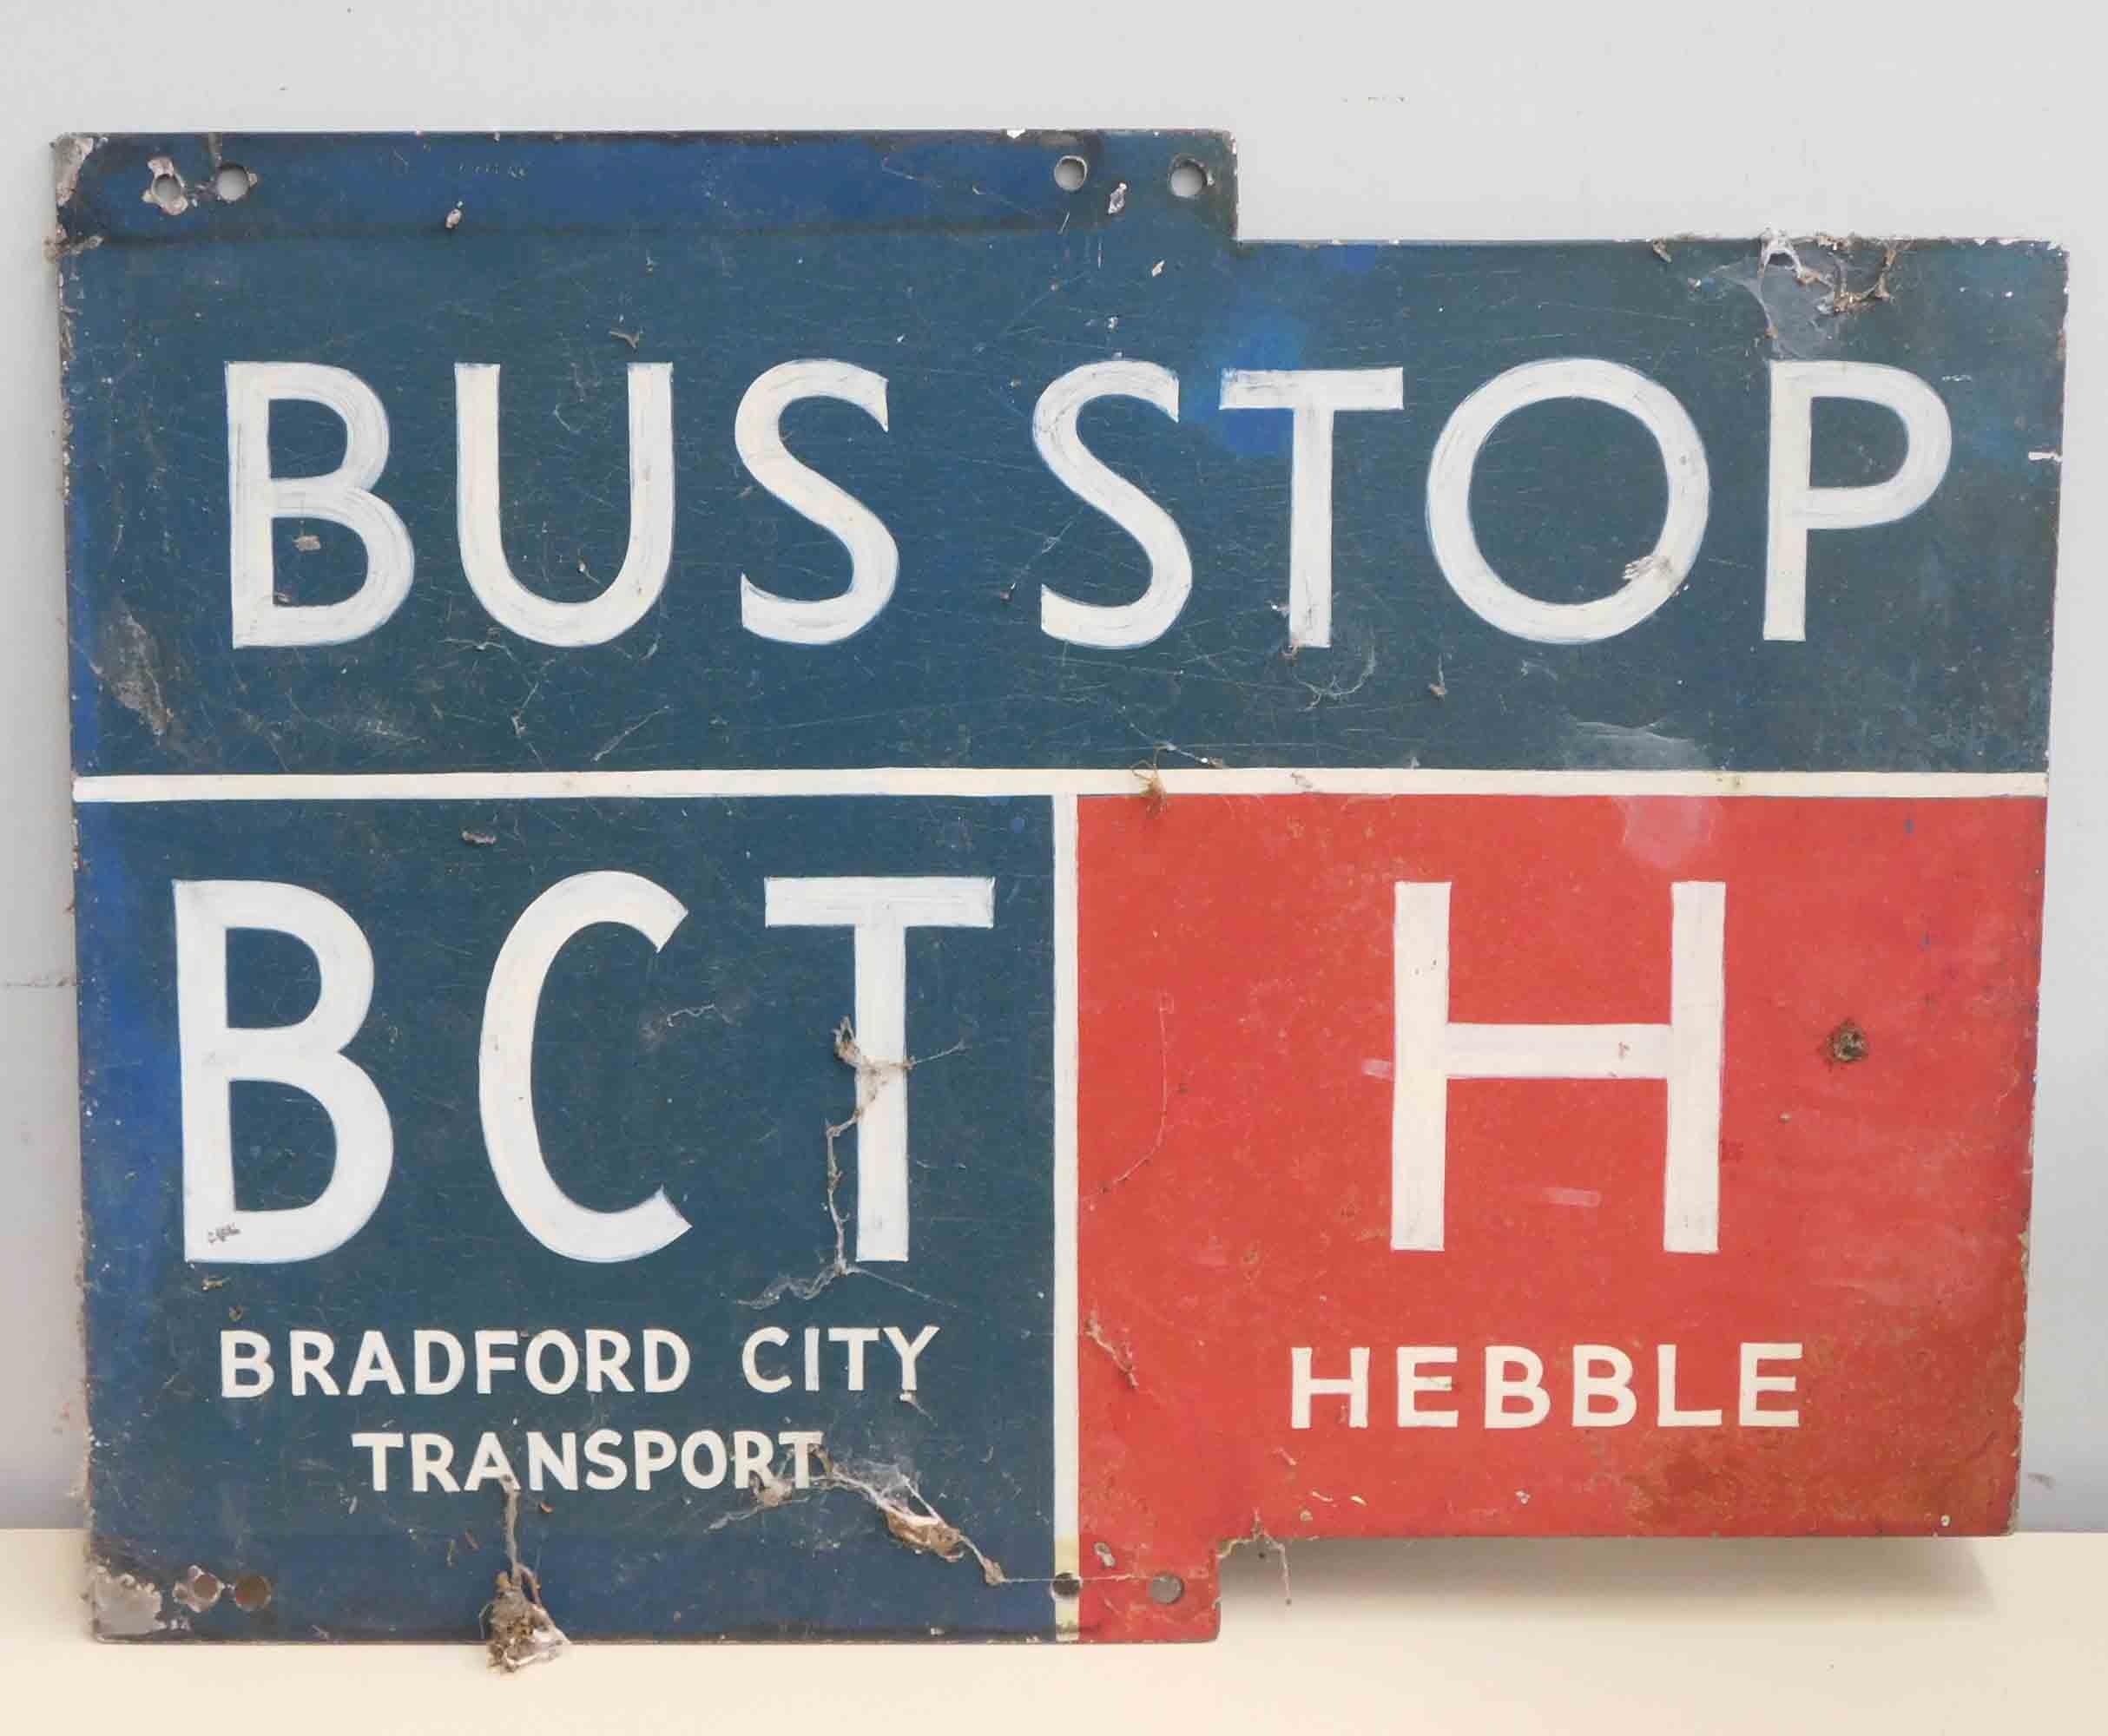 BUS STOP
BCT
BRADFORD CITY
TRANSPORT
H
HEBBLE